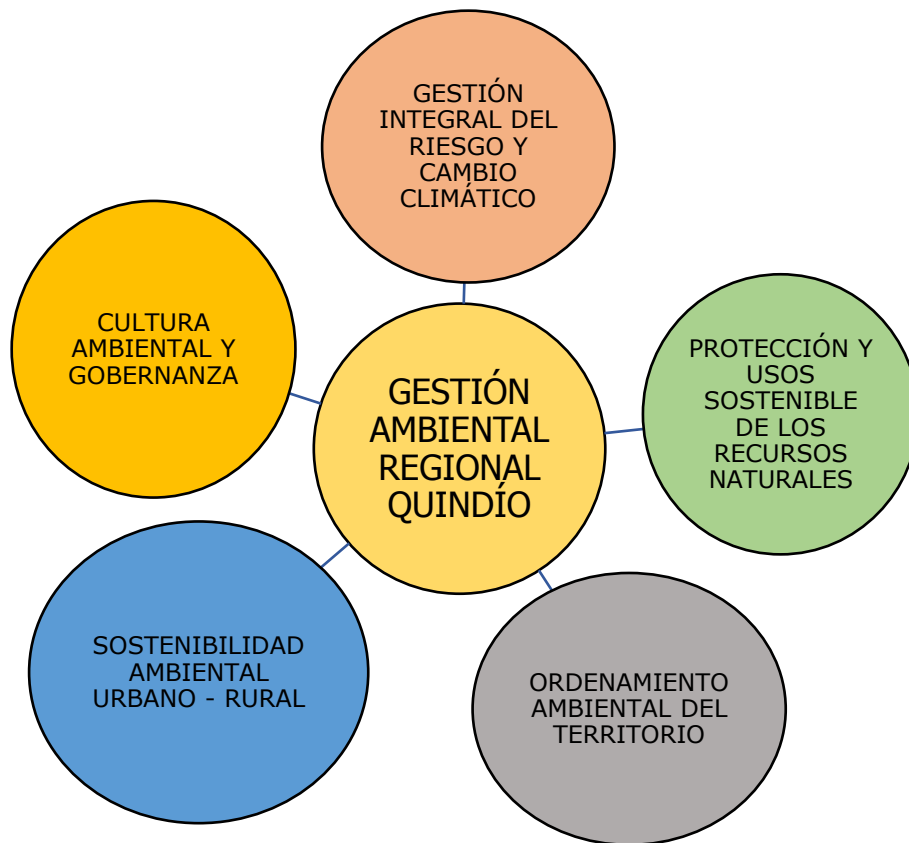 GESTIÓN
INTEGRAL DEL
RIESGO Y
CAMBIO
CLIMÁTICO
CULTURA
AMBIENTAL Y
GOBERNANZA
GESTIÓN
AMBIENTAL
REGIONAL
QUINDÍO
PROTECCIÓN Y
USOS
SOSTENIBLE
DE LOS
RECURSOS
NATURALES
SOSTENIBILIDAD
AMBIENTAL
URBANO - RURAL
ORDENAMIENTO
AMBIENTAL DEL
TERRITORIO